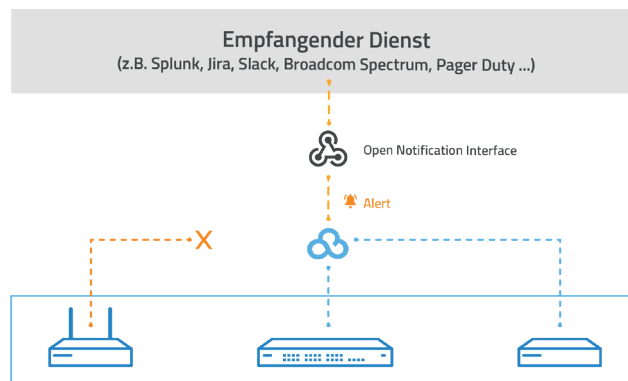 Empfangender Dienst
(z.B. Splunk, Jira, Slack, Broadcom Spectrum, Pager Duty ...)
Open Notification Interface
Alert
X